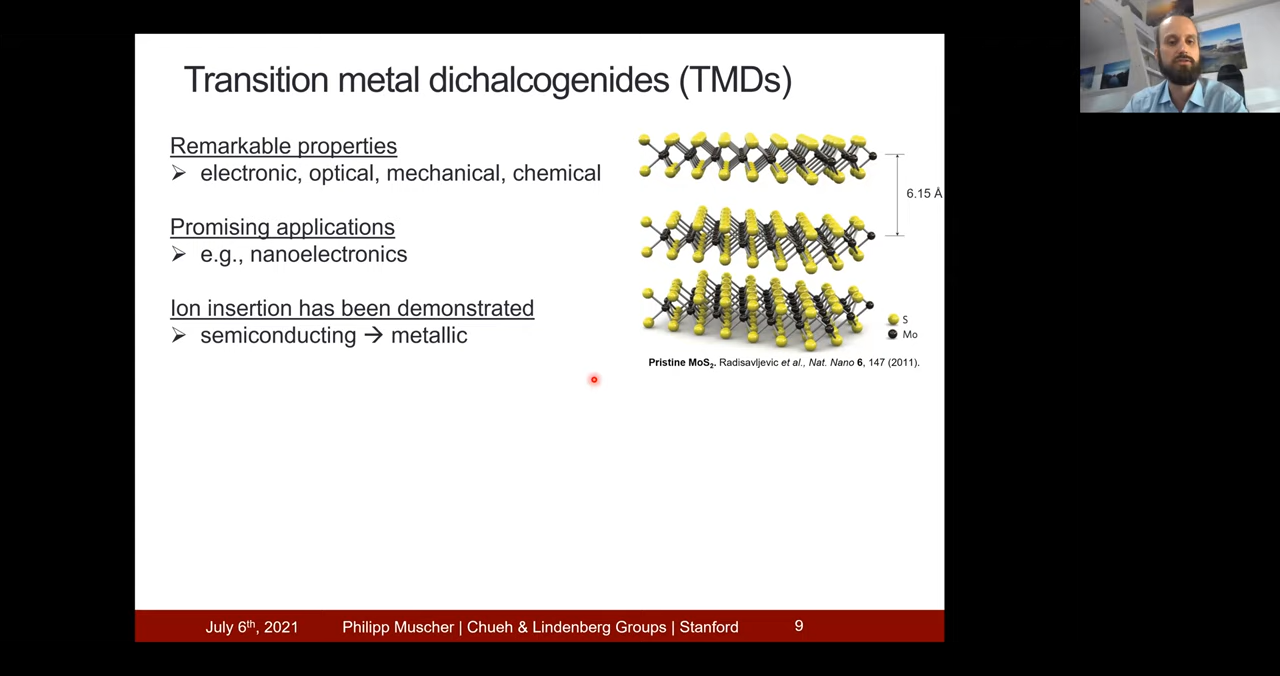 Transition metal dichalcogenides (TMDs)
Remarkable properties
➢ electronic, optical, mechanical, chemical
Promising applications
➢ e.g., nanoelectronics
Ion insertion has been demonstrated
➢ semiconducting → metallic
6.15 Å
S
Mo
Pristine MoS₂. Radisavljevic et al., Nat. Nano 6, 147 (2011).
July 6th, 2021 Philipp Muscher | Chueh & Lindenberg Groups | Stanford 9